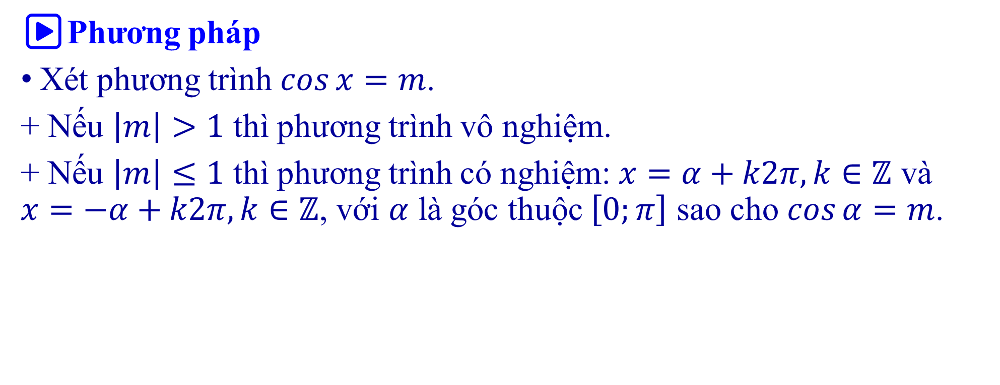 Phương pháp
• Xét phương trình cos x = m.
+ Nếu |m| > 1 thì phương trình vô nghiệm.
+ Nếu |m| ≤ 1 thì phương trình có nghiệm: x = α + k2π, k ∈ ℤ và
x = −α + k2π, k ∈ ℤ, với α là góc thuộc [0; π] sao cho cos α = m.